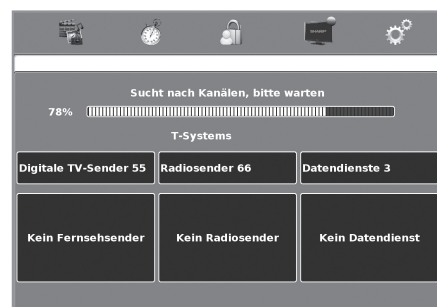 SHARP
Sucht nach Kanälen, bitte warten
78%
T-Systems
Digitale TV-Sender 55
Radiosender 66
Datendienste 3
Kein Fernsehsender
Kein Radiosender
Kein Datendienst